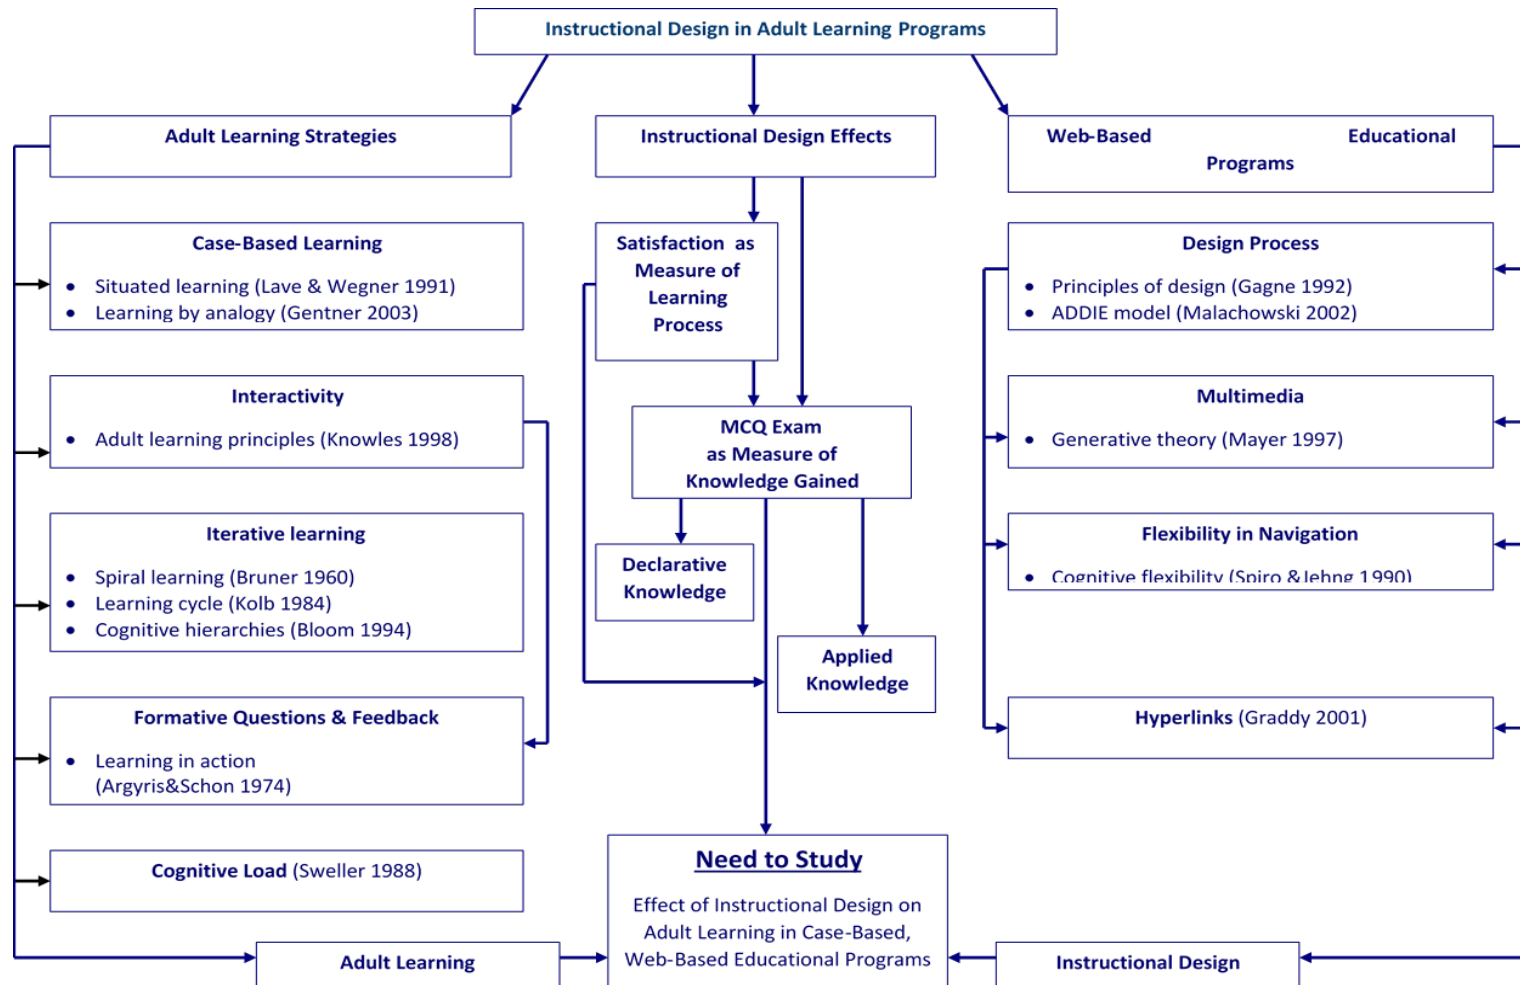 Instructional Design in Adult Learning Programs
Adult Learning Strategies
Instructional Design Effects
Web-Based Educational
Programs
Case-Based Learning
• Situated learning (Lave & Wegner 1991)
• Learning by analogy (Gentner 2003)
Satisfaction as
Measure of
Learning
Process
Design Process
• Principles of design (Gagne 1992)
• ADDIE model (Malachowski 2002)
Interactivity
• Adult learning principles (Knowles 1998)
MCQ Exam
as Measure of
Knowledge Gained
Multimedia
• Generative theory (Mayer 1997)
Iterative learning
• Spiral learning (Bruner 1960)
• Learning cycle (Kolb 1984)
• Cognitive hierarchies (Bloom 1994)
Declarative
Knowledge
Flexibility in Navigation
• Cognitive flexibility (Spiro &Jehng 1990)
Applied
Knowledge
Formative Questions & Feedback
• Learning in action
(Argyris&Schon 1974)
Hyperlinks (Graddy 2001)
Cognitive Load (Sweller 1988)
Need to Study
Effect of Instructional Design on
Adult Learning in Case-Based,
Web-Based Educational Programs
Adult Learning
Instructional Design